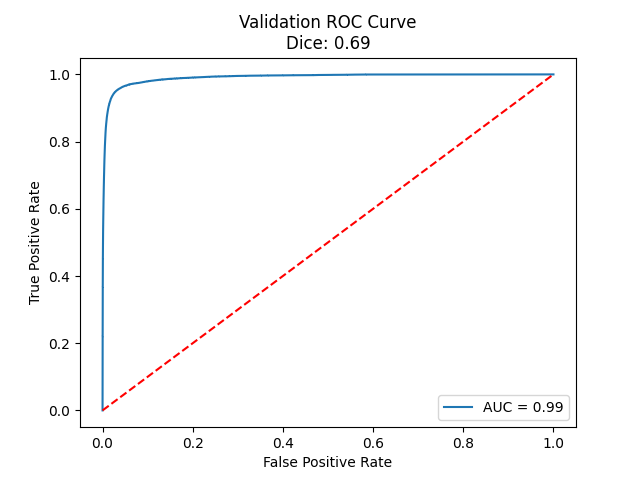 Validation ROC Curve
Dice: 0.69
True Positive Rate
1.0
0.8
0.6
0.4
0.2
0.0
0.0 0.2 0.4 0.6 0.8 1.0
False Positive Rate
AUC = 0.99